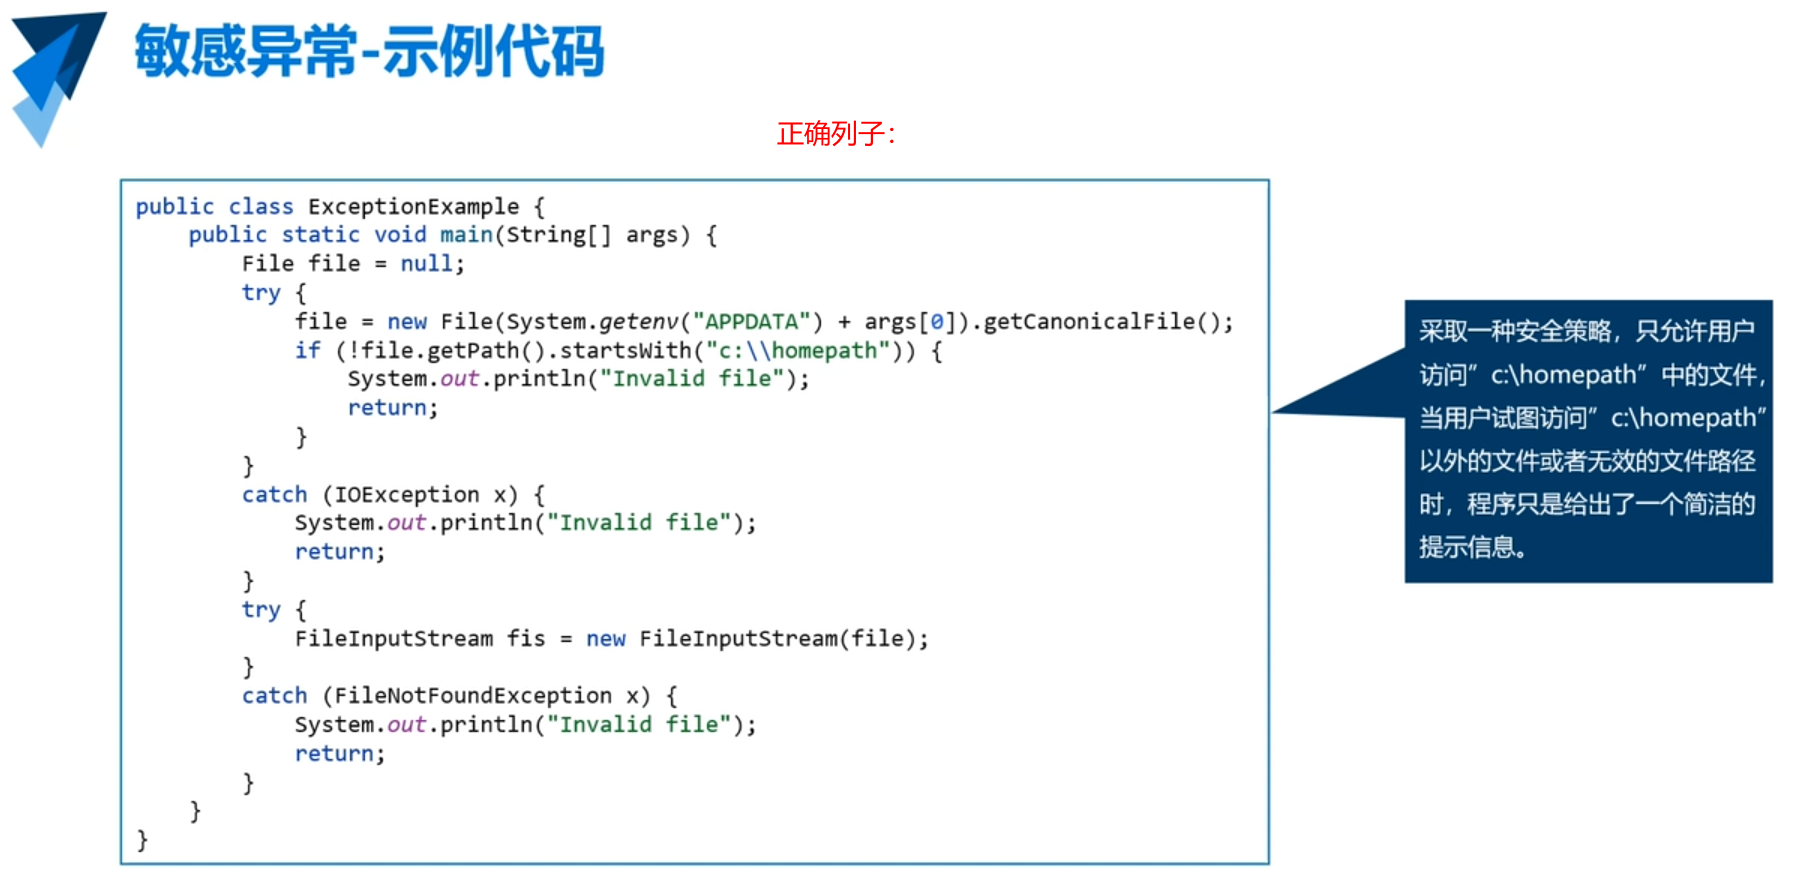 敏感异常-示例代码
正确列子：
public class ExceptionExample {
    public static void main(String[] args) {
        File file = null;
        try {
            file = new File(System.getenv("APPDATA") + args[0]).getCanonicalFile();
            if (!file.getPath().startsWith("c:\\homepath")) {
                System.out.println("Invalid file");
                return;
            }
        }
        catch (IOException x) {
            System.out.println("Invalid file");
            return;
        }
        try {
            FileInputStream fis = new FileInputStream(file);
        }
        catch (FileNotFoundException x) {
            System.out.println("Invalid file");
            return;
        }
    }
}
采取一种安全策略，只允许用户
访问”c:\homepath”中的文件，
当用户试图访问”c:\homepath”
以外的文件或者无效的文件路径
时，程序只是给出了一个简洁的
提示信息。